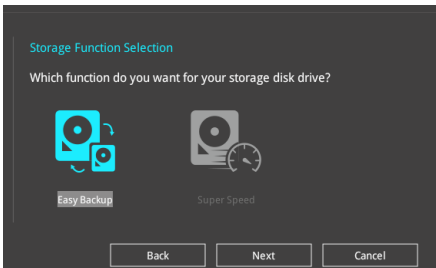 Storage Function Selection
Which function do you want for your storage disk drive?
Easy Backup
Super Speed
Back
Next
Cancel